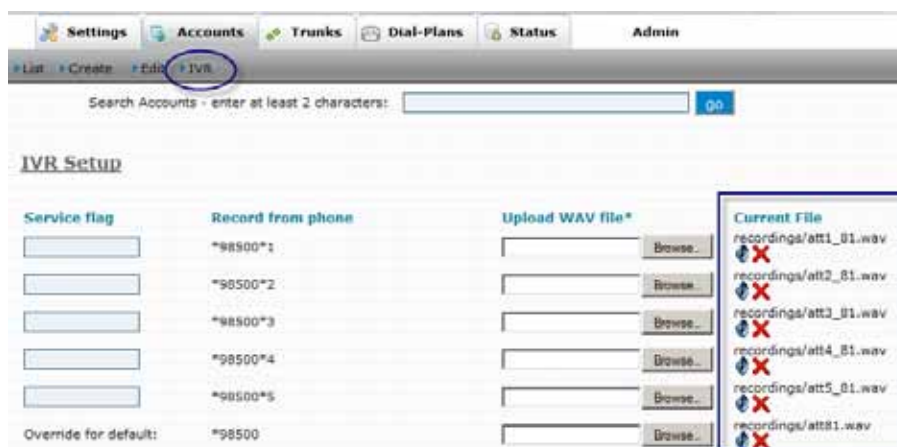 Settings Accounts Trunks Dial-Plans Status Admin
List Create Edit IVR
Search Accounts - enter at least 2 characters: go
IVR Setup
Service flag Record from phone Upload WAV file* Current File
*98500*1 Browse.. recordings/att1_81.wav
*98500*2 Browse.. recordings/att2_81.wav
*98500*3 Browse.. recordings/att3_81.wav
*98500*4 Browse.. recordings/att4_81.wav
*98500*5 Browse.. recordings/att5_81.wav
Override for default: *98500 Browse.. recordings/att81.wav